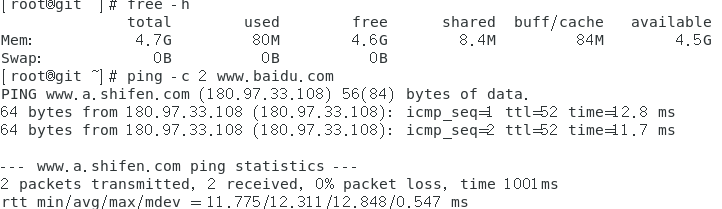 [root@git ~]# free -h
total used free shared buff/cache available
Mem: 4.7G 80M 4.6G 8.4M 84M 4.5G
Swap: 0B 0B 0B
[root@git ~]# ping -c 2 www.baidu.com
PING www.a.shifen.com (180.97.33.108) 56(84) bytes of data.
64 bytes from 180.97.33.108 (180.97.33.108): icmp_seq=1 ttl=52 time=12.8 ms
64 bytes from 180.97.33.108 (180.97.33.108): icmp_seq=2 ttl=52 time=11.7 ms
--- www.a.shifen.com ping statistics ---
2 packets transmitted, 2 received, 0% packet loss, time 1001ms
rtt min/avg/max/mdev = 11.775/12.311/12.848/0.547 ms